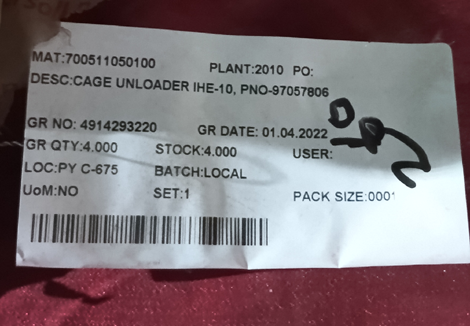 MAT:700511050100 PLANT:2010 PO:
DESC:CAGE UNLOADER IHE-10, PNO-97057806
GR NO: 4914293220 GR DATE: 01.04.2022
GR QTY:4.000 STOCK:4.000 USER:
LOC:PY C-675 BATCH:LOCAL
UoM:NO SET:1 PACK SIZE:0001